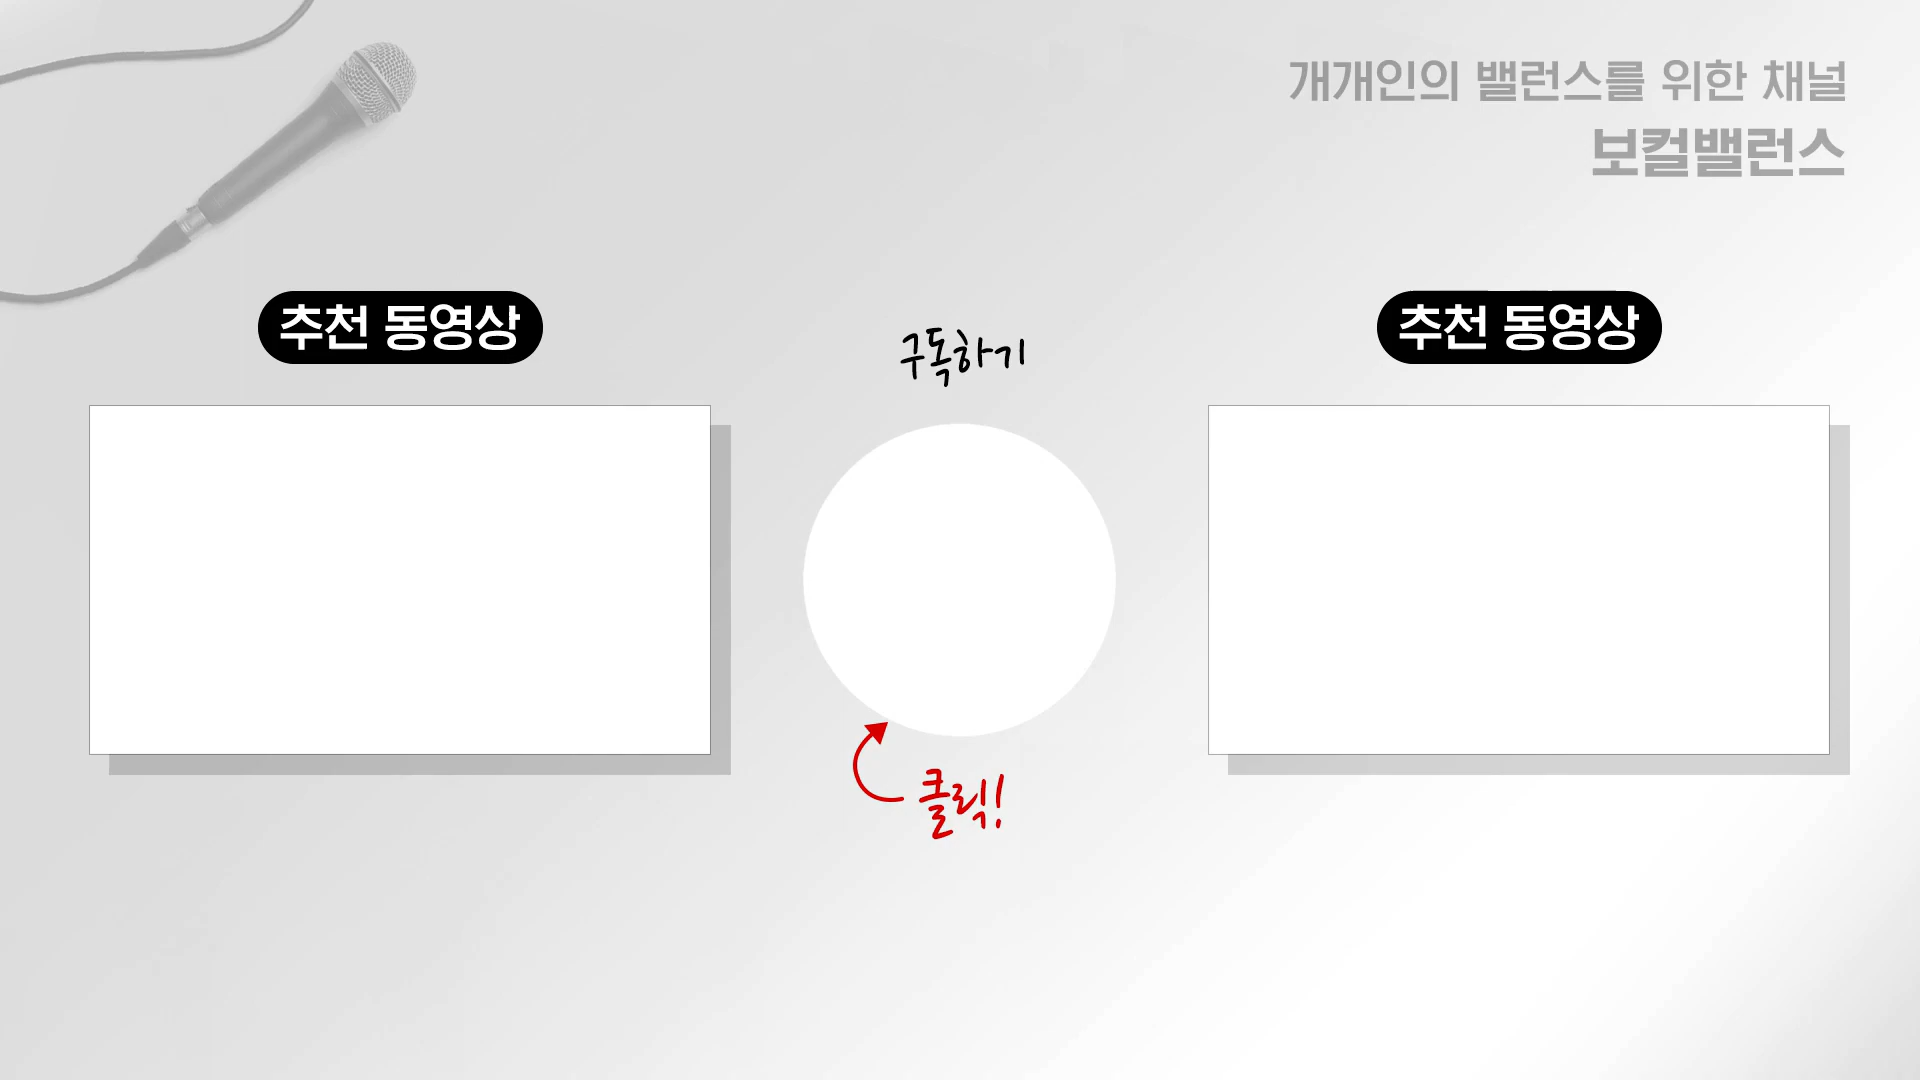 개개인의 밸런스를 위한 채널
보컬밸런스
추천 동영상
구독하기
추천 동영상
클릭!